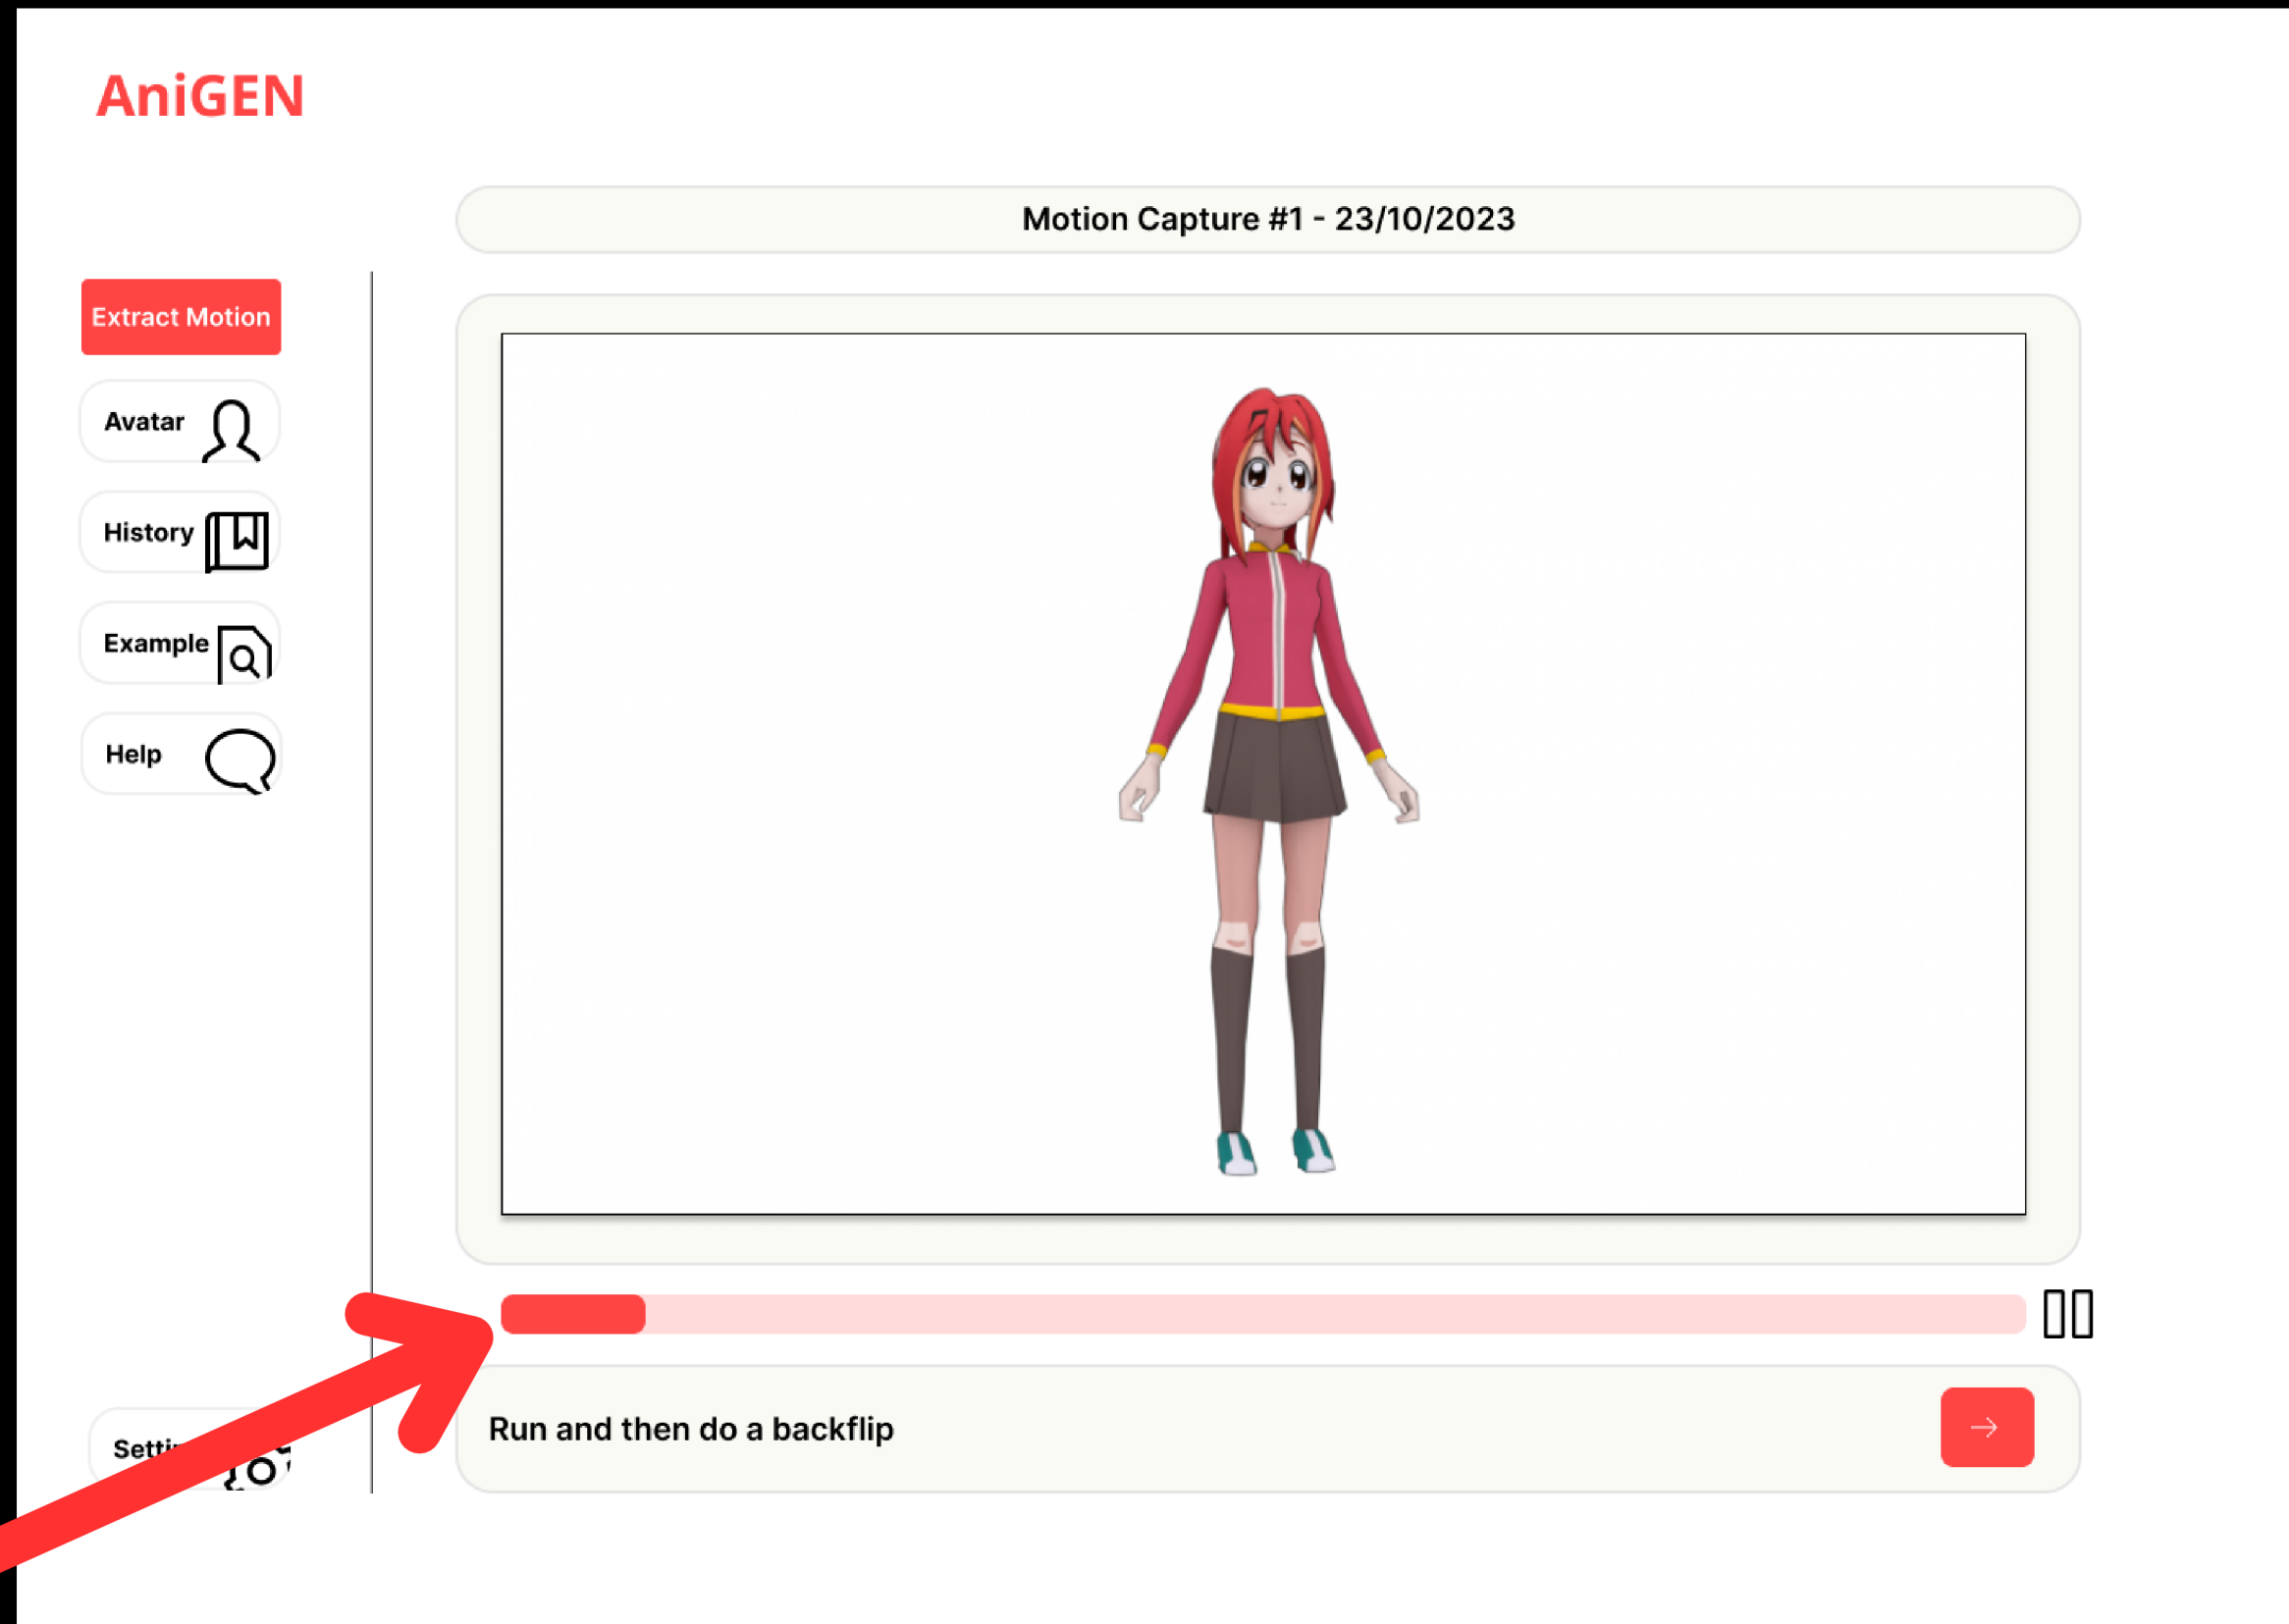 AniGEN
Motion Capture #1 - 23/10/2023
Extract Motion
Avatar
History
Example
Help
Run and then do a backflip